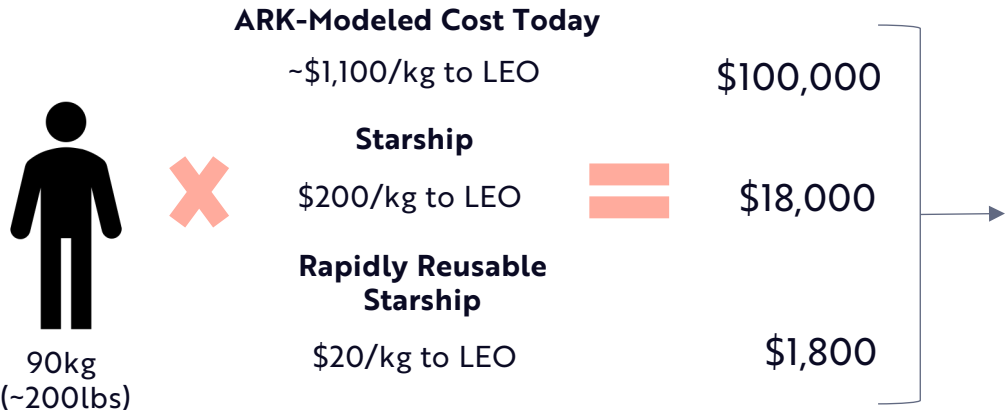 ARK-Modeled Cost Today
~$1,100/kg to LEO
$100,000
Starship
$200/kg to LEO
$18,000
Rapidly Reusable
Starship
$20/kg to LEO
$1,800
90kg
(~200lbs)